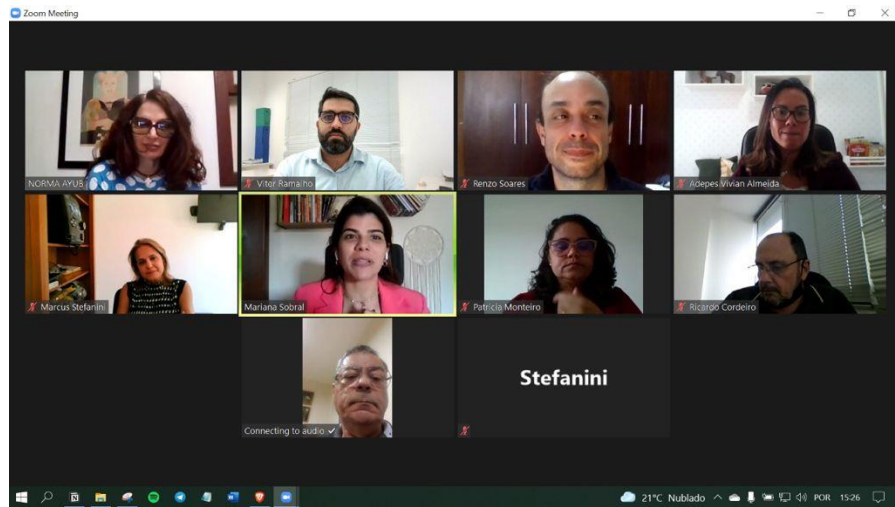 Zoom Meeting
NORMA AYUB
Viter Ramalho
Renzo Soares
Adepes Vivian Almeida
Marcus Stefanini
Mariana Sobral
Patricia Monteiro
Ricardo Cordeiro
Connecting to audio
Stefanini
21°C Nublado
POR
15:26